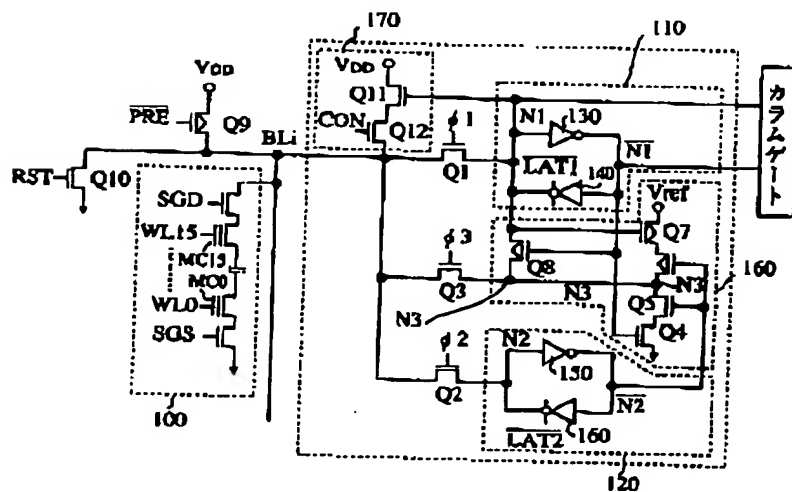 170
110
VDD
VDD
Q11
N1
130
PRE
Q9
CON
Q12
φ1
N1
BLi
LAT1
140
RST
Q10
Q1
カラムゲート
SGD
Vref
Q7
WL15
MC15
φ3
Q8
160
MC0
Q3
N3
N3
WL0
N3
Q5
Q4
SGS
φ2
N2
150
Q2
N2
100
LAT2
160
120